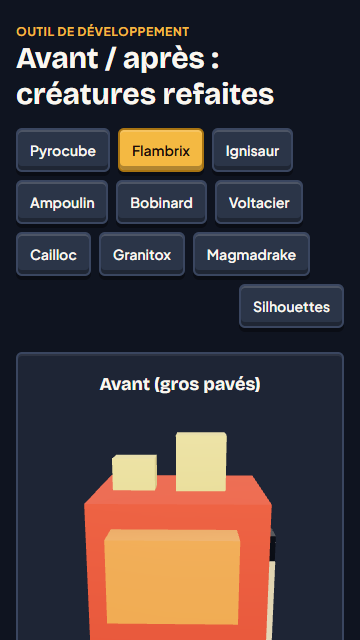 OUTIL DE DÉVELOPPEMENT
Avant / après :
créatures refaites
Pyrocube
Flambrix
Ignisaur
Ampoulin
Bobinard
Voltacier
Cailloc
Granitox
Magmadrake
Silhouettes
Avant (gros pavés)